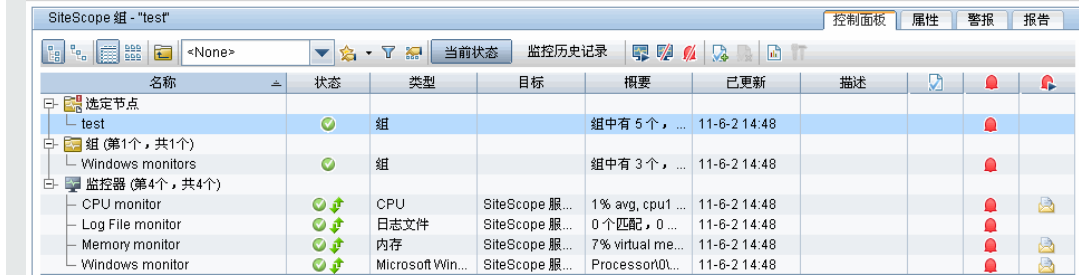 SiteScope 组 - "test" 控制面板 属性 警报 报告
<None> 当前状态 监控历史记录
名称 状态 类型 目标 概要 已更新 描述
选定节点
test 组 组中有 5 个， ... 11-6-2 14:48
组 (第1个，共1个)
Windows monitors 组 组中有 3 个， ... 11-6-2 14:48
监控器 (第4个，共4个)
CPU monitor CPU SiteScope 服... 1% avg, cpu1 ... 11-6-2 14:48
Log File monitor 日志文件 SiteScope 服... 0 个匹配，0 ... 11-6-2 14:48
Memory monitor 内存 SiteScope 服... 7% virtual me... 11-6-2 14:48
Windows monitor Microsoft Win... SiteScope 服... Processor\0\... 11-6-2 14:48